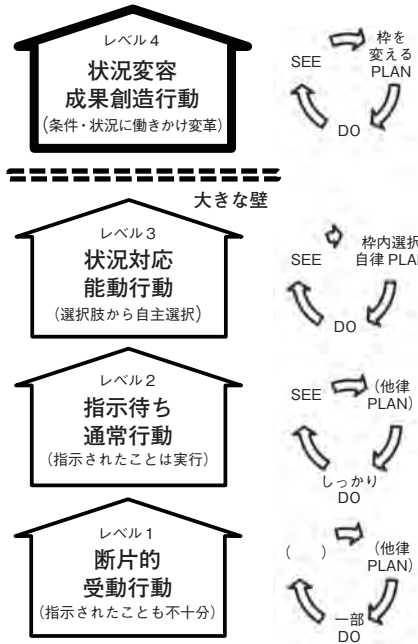 レベル４
状況変容
成果創造行動
(条件・状況に働きかけ変革)
SEE
枠を
変える
PLAN
DO
大きな壁
レベル３
状況対応
能動行動
(選択肢から自主選択)
SEE
枠内選択
自律 PLAN
DO
レベル２
指示待ち
通常行動
(指示されたことは実行)
SEE
(他律
PLAN)
しっかり
DO
レベル１
断片的
受動行動
(指示されたことも不十分)
(　　)
(他律
PLAN)
一部
DO